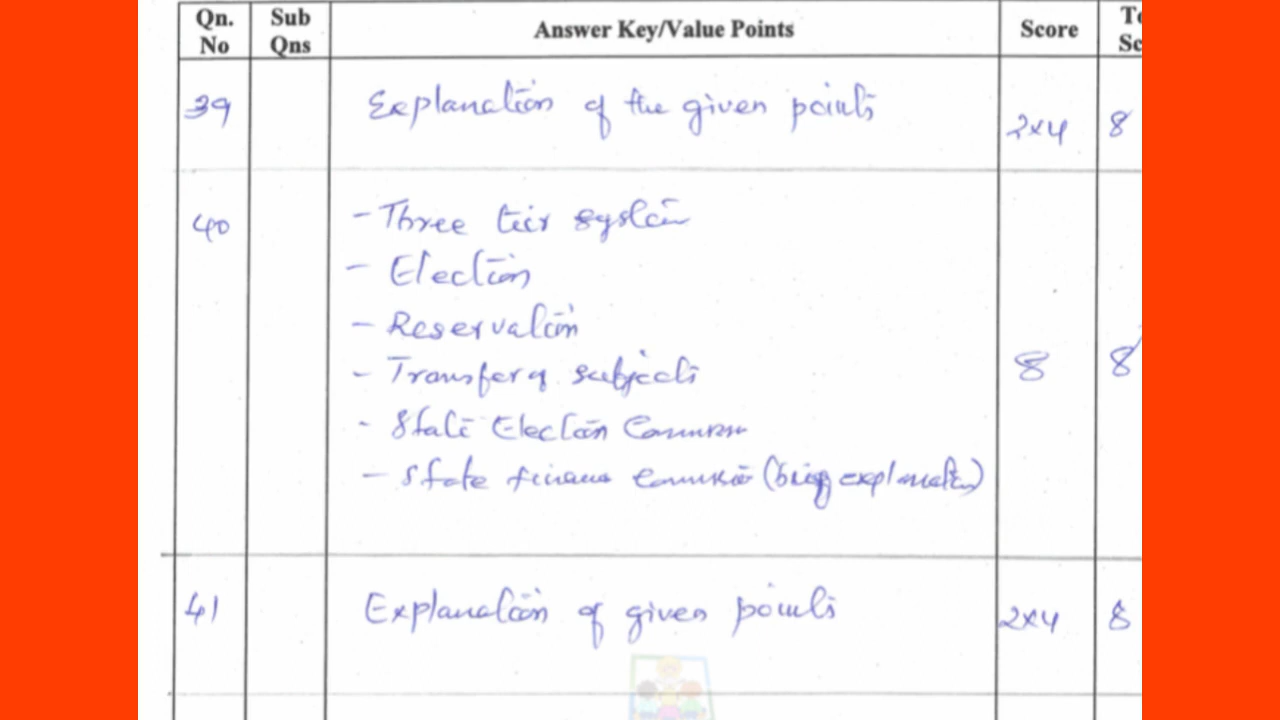 Qn. No Sub Qns Answer Key/Value Points Score To Sc
39 Explanation of the given points 2x4 8
40 - Three tier system
- Election
- Reservation
- Transfer of subjects 8 8
- State Election Commission
- State finance commission (brief explanation)
41 Explanation of given points 2x4 8